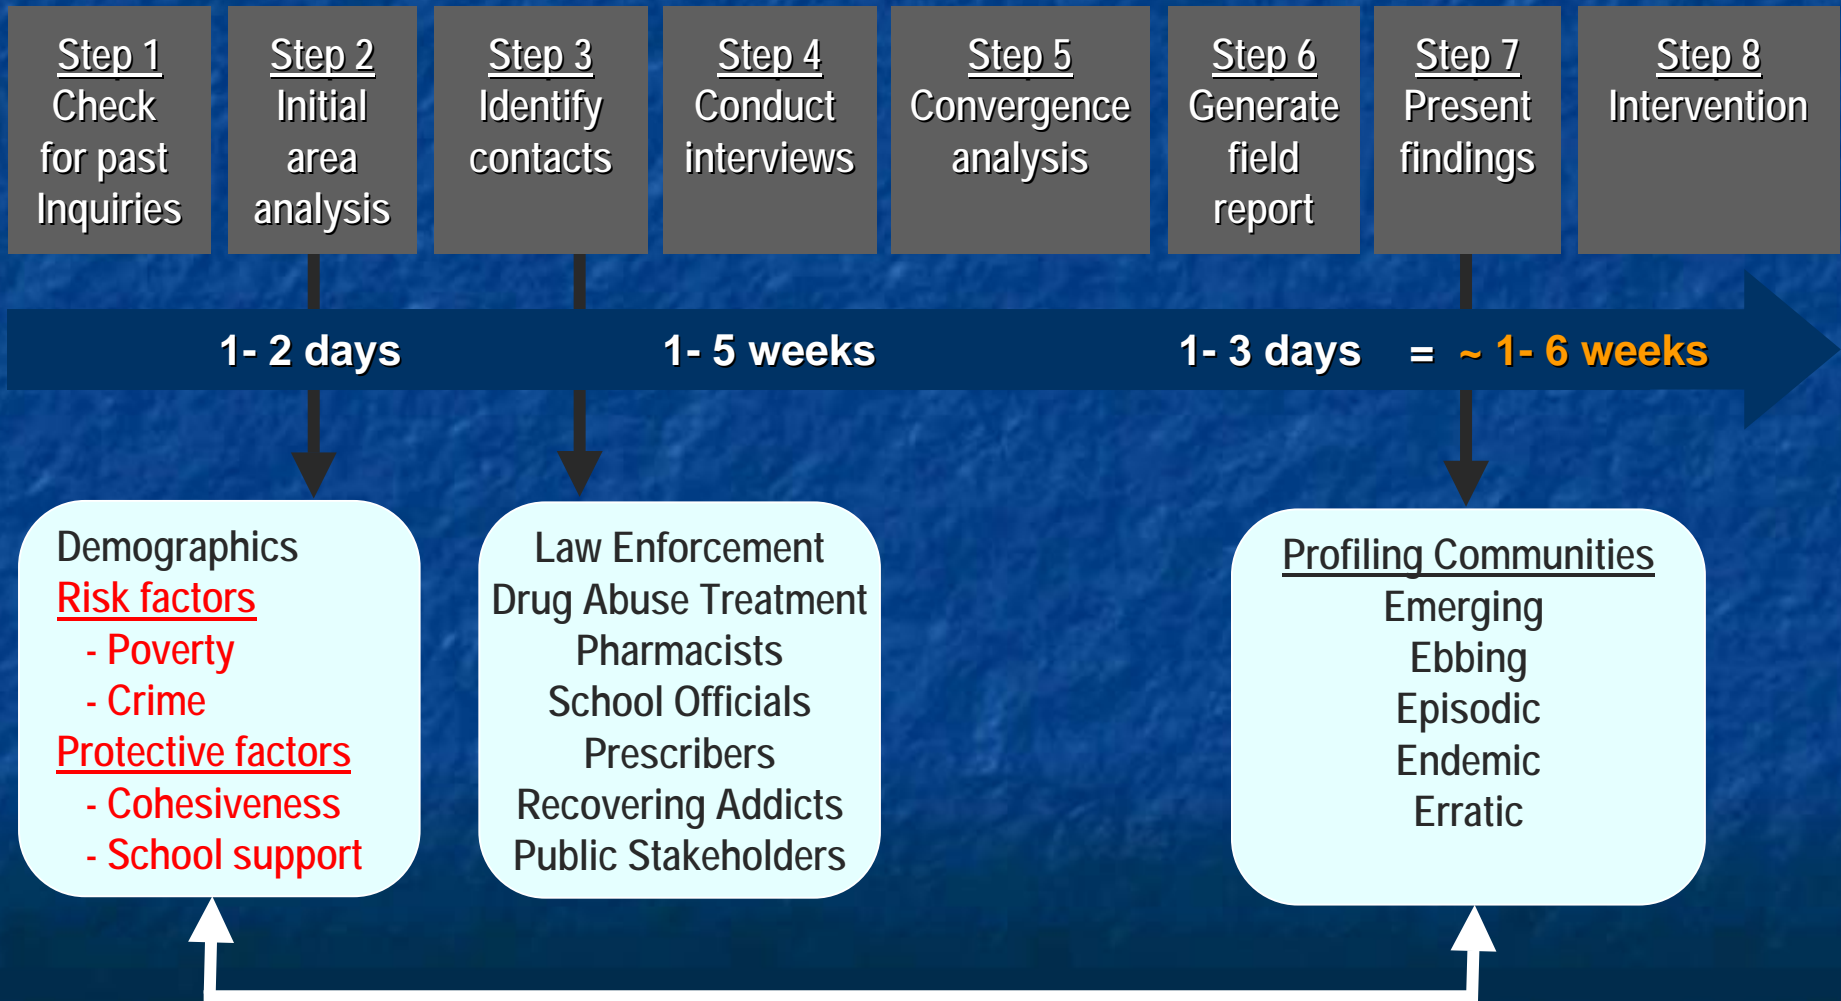 Step 1
Check
for past
Inquiries
Step 2
Initial
area
analysis
Step 3
Identify
contacts
Step 4
Conduct
interviews
Step 5
Convergence
analysis
Step 6
Generate
field
report
Step 7
Present
findings
Step 8
Intervention
1- 2 days
1- 5 weeks
1- 3 days = ~ 1- 6 weeks
Demographics
Risk factors
- Poverty
- Crime
Protective factors
- Cohesiveness
- School support
Law Enforcement
Drug Abuse Treatment
Pharmacists
School Officials
Prescribers
Recovering Addicts
Public Stakeholders
Profiling Communities
Emerging
Ebbing
Episodic
Endemic
Erratic